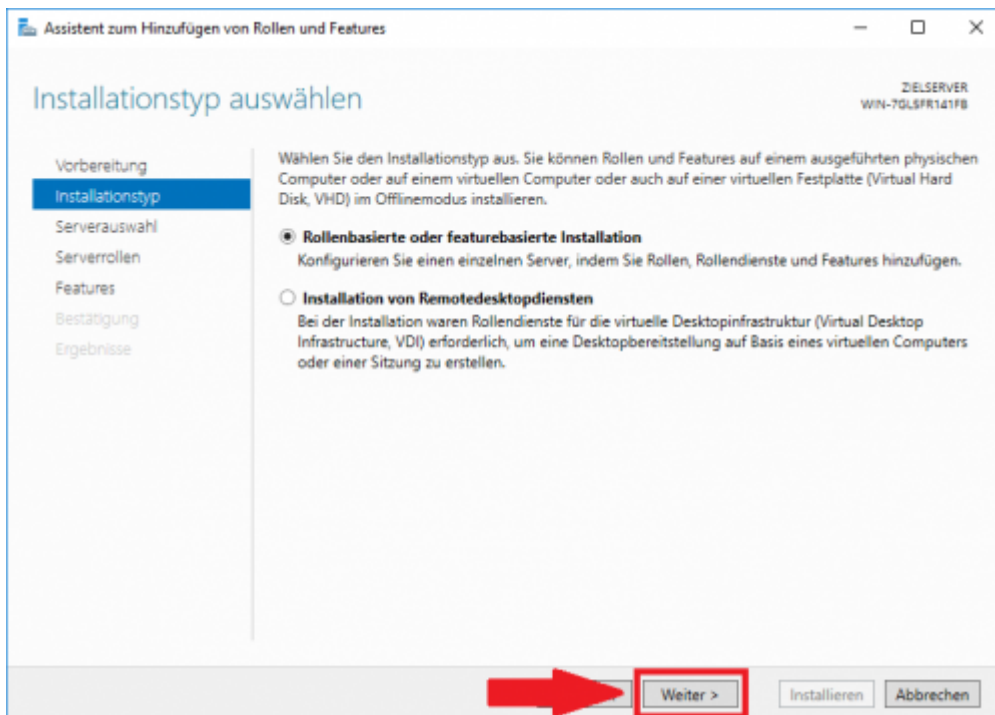 Assistent zum Hinzufügen von Rollen und Features
Installationstyp auswählen
ZIELSERVER
WIN-7GLSFR141FB
Vorbereitung
Installationstyp
Serverauswahl
Serverrollen
Features
Bestätigung
Ergebnisse
Wählen Sie den Installationstyp aus. Sie können Rollen und Features auf einem ausgeführten physischen
Computer oder auf einem virtuellen Computer oder auch auf einer virtuellen Festplatte (Virtual Hard
Disk, VHD) im Offlinemodus installieren.
Rollenbasierte oder featurebasierte Installation
Konfigurieren Sie einen einzelnen Server, indem Sie Rollen, Rollendienste und Features hinzufügen.
Installation von Remotedesktopdiensten
Bei der Installation waren Rollendienste für die virtuelle Desktopinfrastruktur (Virtual Desktop
Infrastructure, VDI) erforderlich, um eine Desktopbereitstellung auf Basis eines virtuellen Computers
oder einer Sitzung zu erstellen.
Weiter >
Installieren
Abbrechen